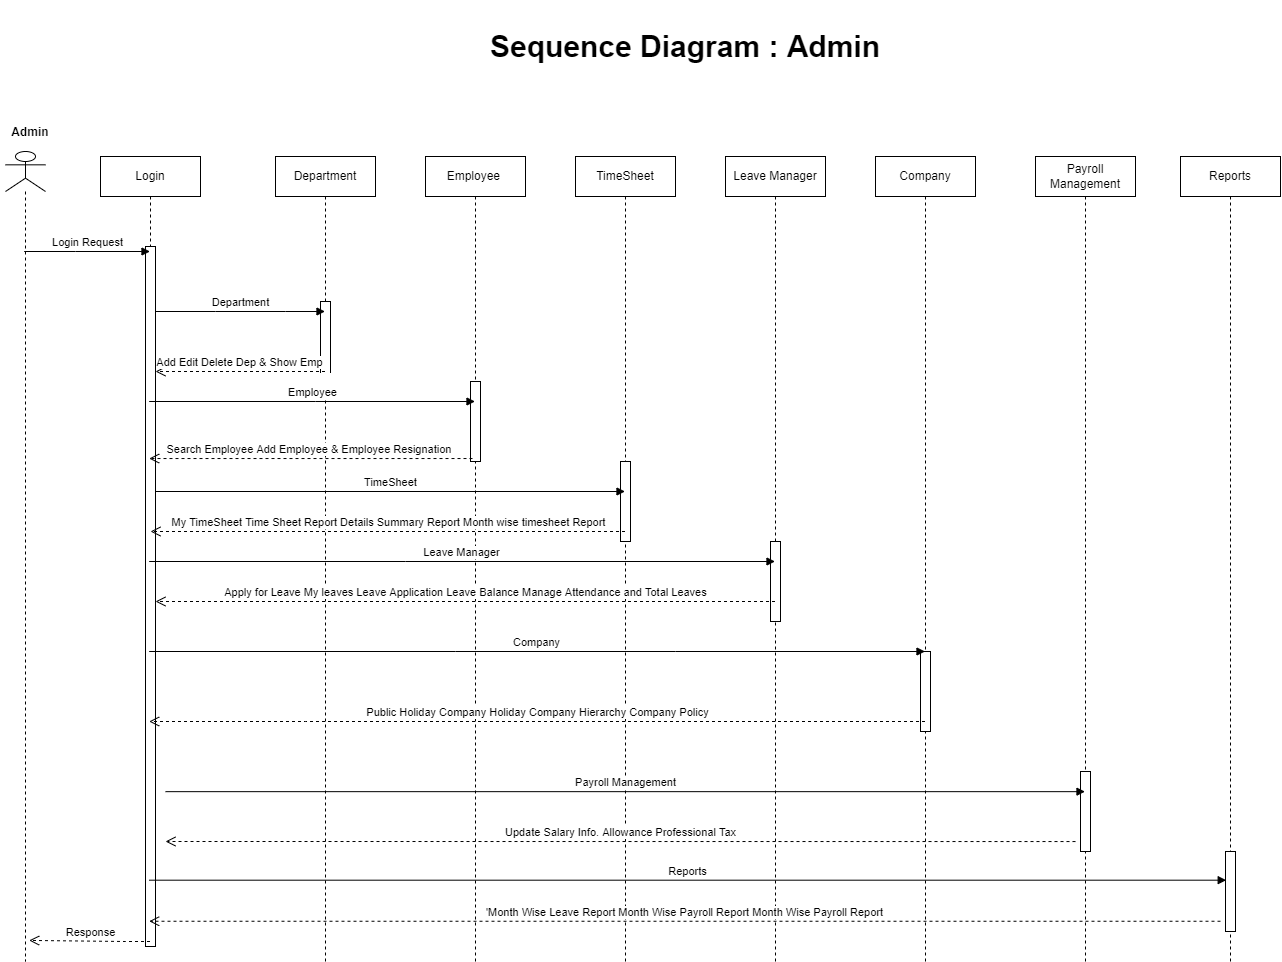 Sequence Diagram : Admin
Admin
Login
Department
Employee
TimeSheet
Leave Manager
Company
Payroll
Management
Reports
Login Request
Department
Add Edit Delete Dep & Show Emp
Employee
Search Employee Add Employee & Employee Resignation
TimeSheet
My TimeSheet Time Sheet Report Details Summary Report Month wise timesheet Report
Leave Manager
Apply for Leave My leaves Leave Application Leave Balance Manage Attendance and Total Leaves
Company
Public Holiday Company Holiday Company Hierarchy Company Policy
Payroll Management
Update Salary Info. Allowance Professional Tax
Reports
'Month Wise Leave Report Month Wise Payroll Report Month Wise Payroll Report
Response